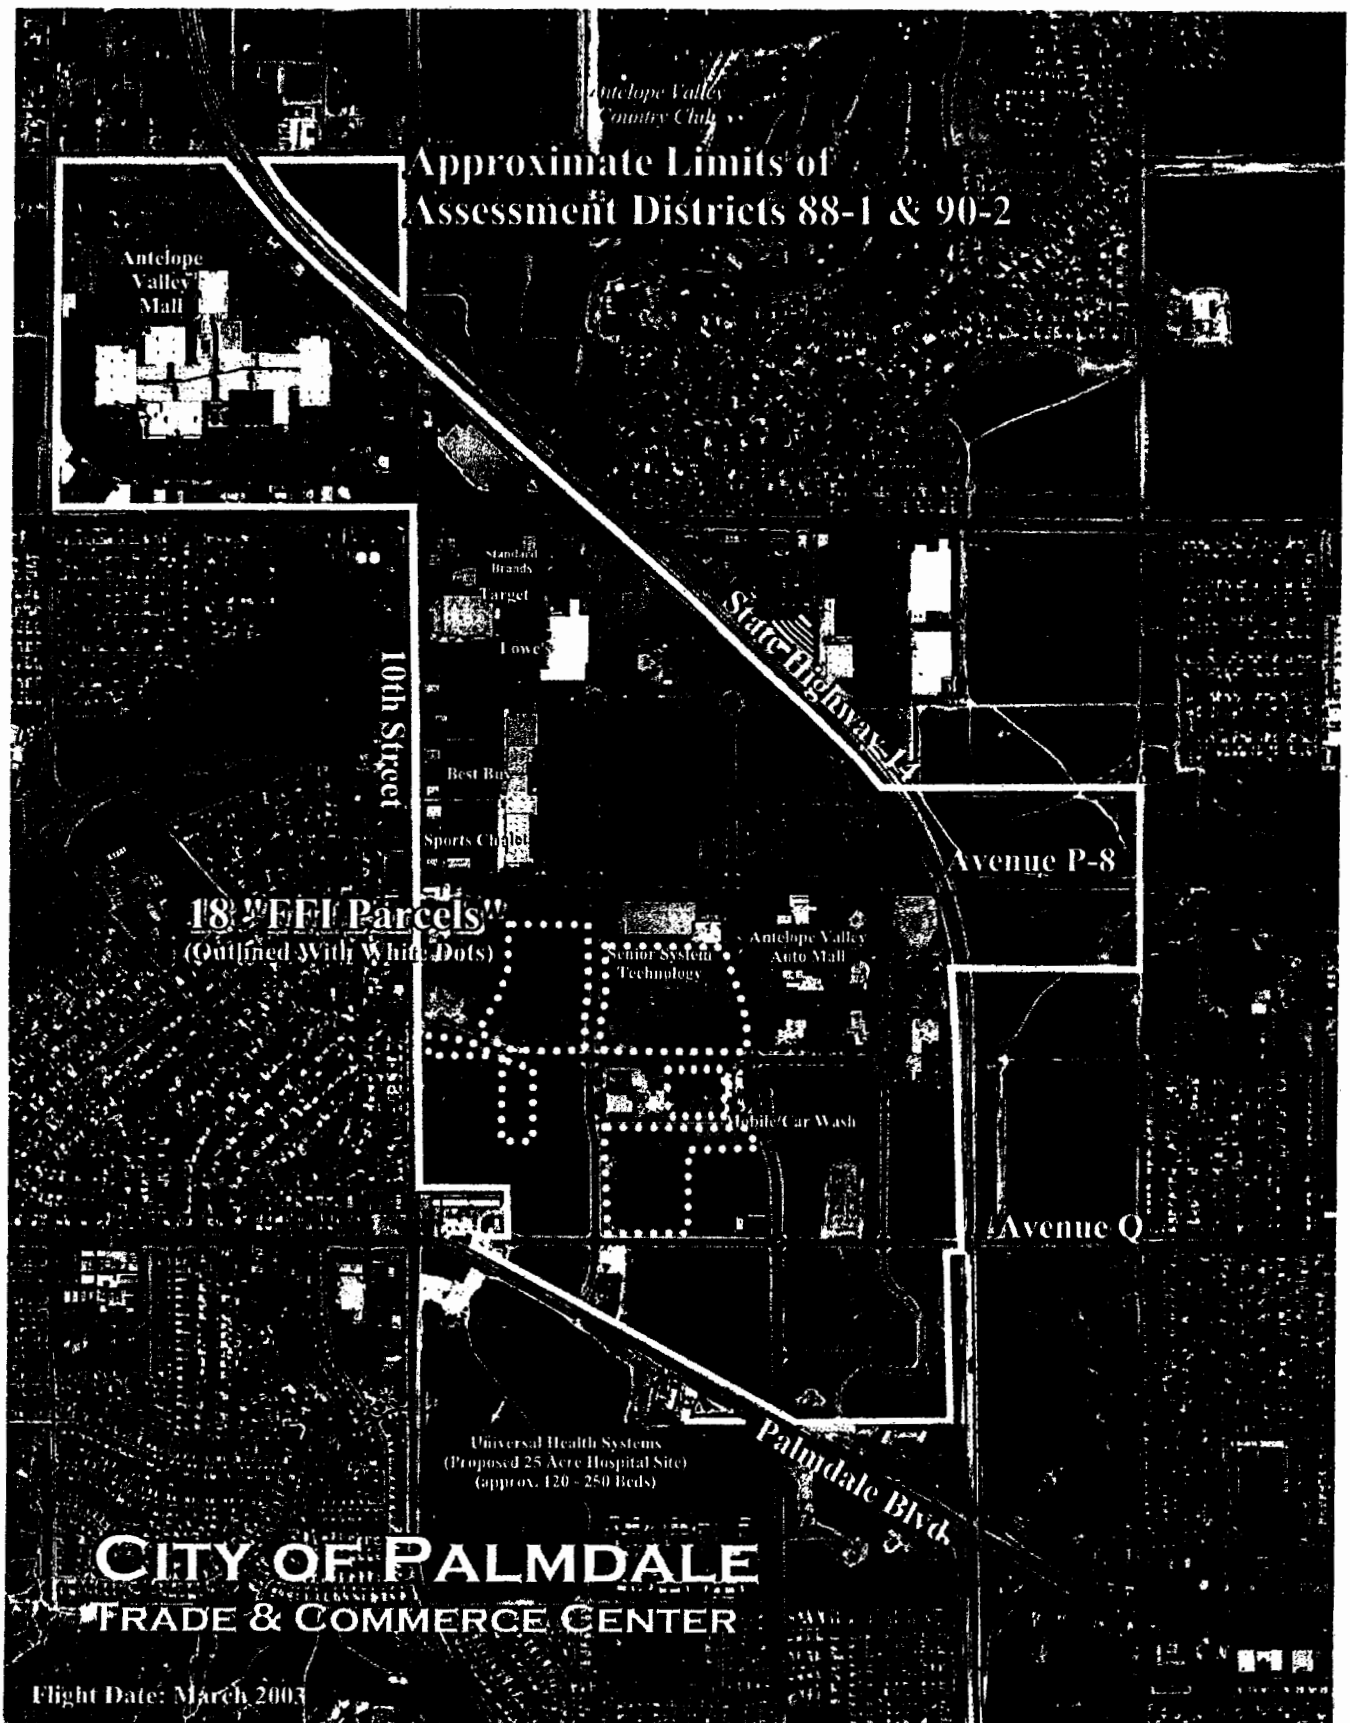 Antelope Valley
Country Club
Approximate Limits of
Assessment Districts 88-1 & 90-2
Antelope
Valley
Mall
Standard
Brands
Target
Lowe's
State Highway 14
10th Street
Best Buy
Sports Chalet
Avenue P-8
18 "FFI Parcels"
(Outlined With White Dots)
Senior System
Technology
Antelope Valley
Auto Mall
Mobile/Car Wash
Avenue Q
Universal Health Systems
(Proposed 25 Acre Hospital Site)
(approx. 120 - 250 Beds)
Palmdale Blvd.
CITY OF PALMDALE
TRADE & COMMERCE CENTER
Flight Date: March 2003